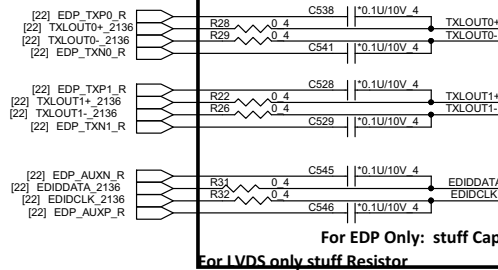 [22] EDP_TXP0_R C538 *0.1U/10V_4
[22] TXLOUT0+_2136 R28 0_4 TXLOUT0+
[22] TXLOUT0-_2136 R29 0_4 TXLOUT0-
[22] EDP_TXN0_R C541 *0.1U/10V_4
[22] EDP_TXP1_R C528 *0.1U/10V_4
[22] TXLOUT1+_2136 R22 0_4 TXLOUT1+
[22] TXLOUT1-_2136 R26 0_4 TXLOUT1-
[22] EDP_TXN1_R C529 *0.1U/10V_4
[22] EDP_AUXN_R C545 *0.1U/10V_4
[22] EDIDDATA_2136 R31 0_4 EDIDDATA
[22] EDIDCLK_2136 R32 0_4 EDIDCLK
[22] EDP_AUXP_R C546 *0.1U/10V_4
For EDP Only: stuff Cap
For LVDS only stuff Resistor